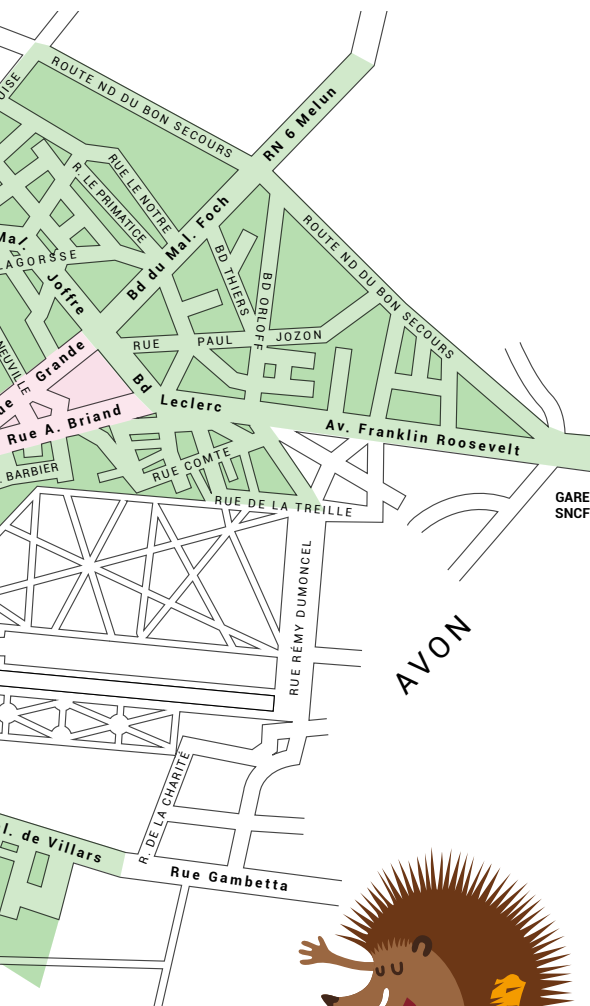 ROUTE ND DU BON SECOURS
UISE
RN 6 Melun
RUE LE NOTRE
R. LE PRIMATICE
Mal.
Joffre
LAGORSSE
Bd du Mal. Foch
BD THIERS
BD ORLOFF
ROUTE ND DU BON SECOURS
RUE PAUL JOZON
NEUVILLE
ue Grande
Bd Leclerc
Rue A. Briand
Av. Franklin Roosevelt
BARBIER
RUE COMTE
RUE DE LA TREILLE
GARE
SNCF
RUE RÉMY DUMONCEL
AVON
R. DE LA CHARITÉ
l. de Villars
Rue Gambetta